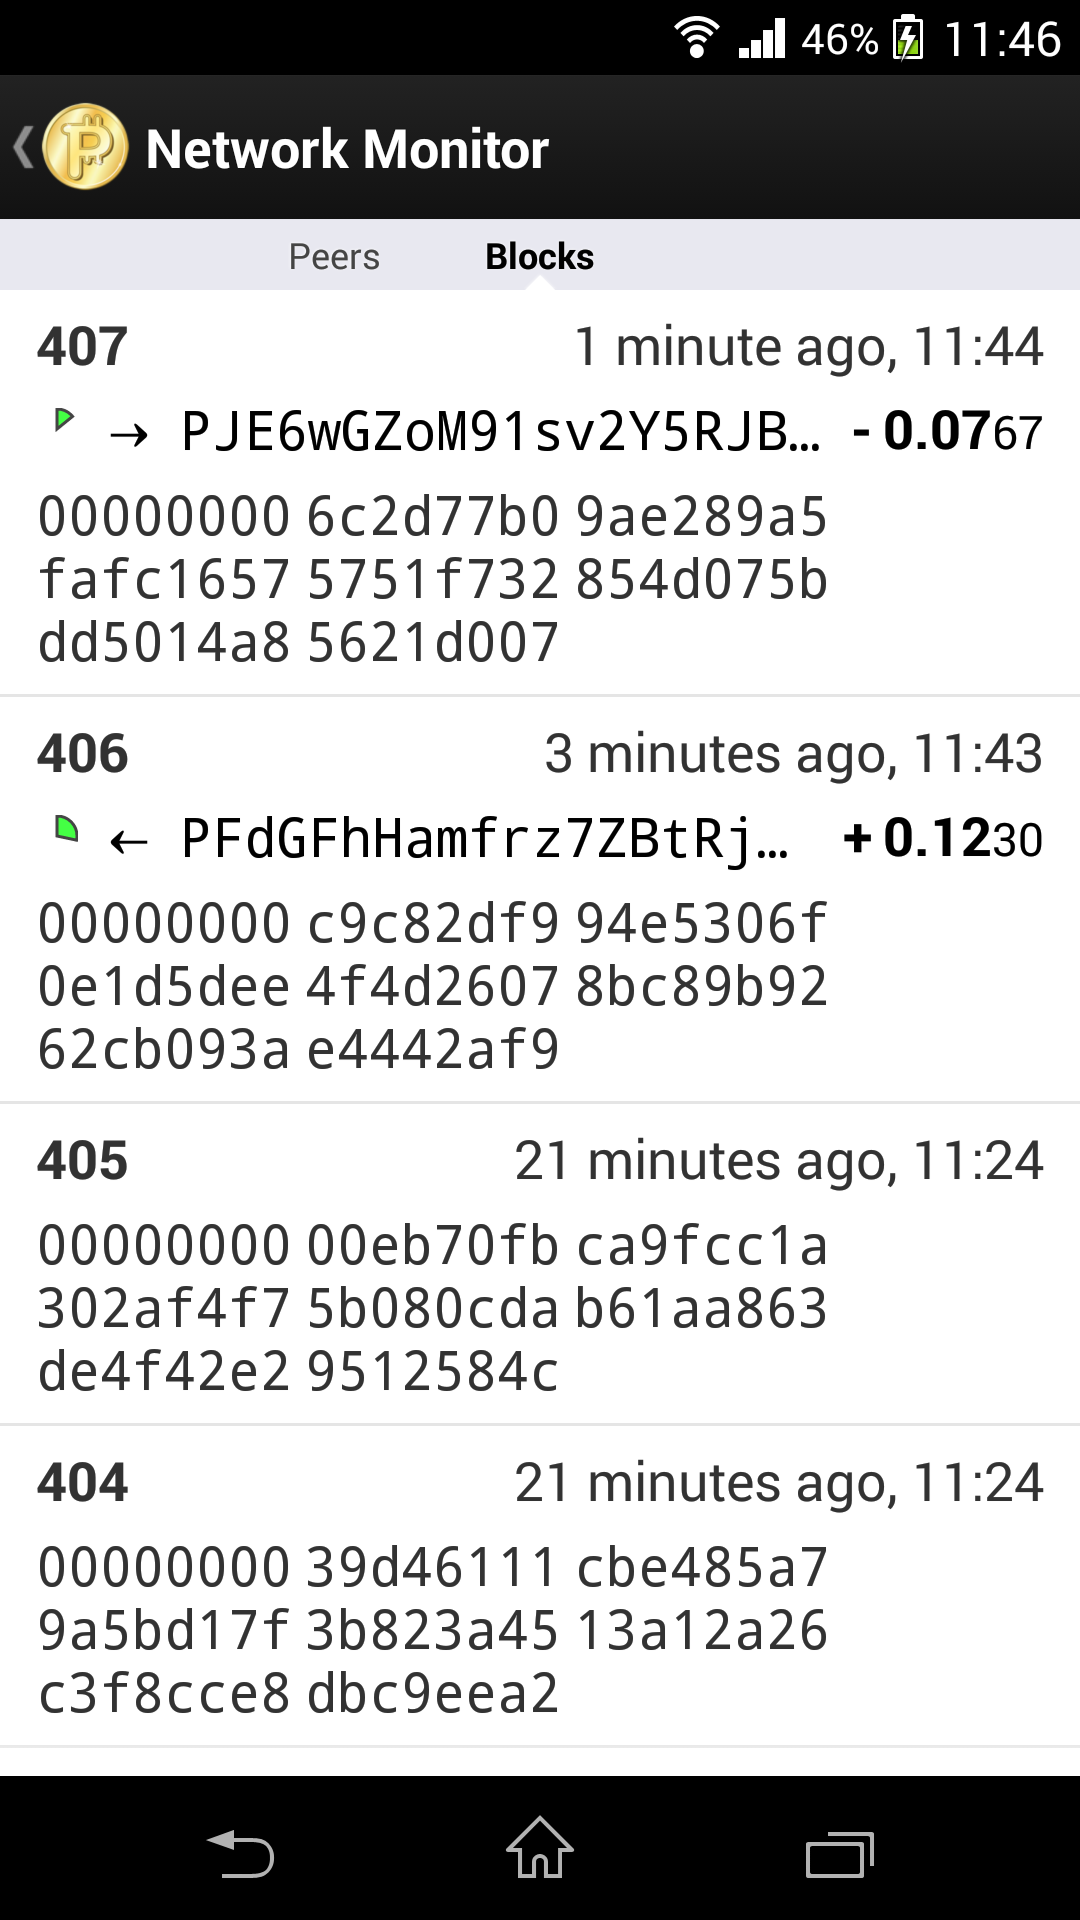 46% 11:46
Network Monitor
Peers Blocks
407 1 minute ago, 11:44
→ PJE6wGZoM91sv2Y5RJB… - 0.0767
00000000 6c2d77b0 9ae289a5
fafc1657 5751f732 854d075b
dd5014a8 5621d007
406 3 minutes ago, 11:43
← PFdGFhHamfrz7ZBtRj… + 0.1230
00000000 c9c82df9 94e5306f
0e1d5dee 4f4d2607 8bc89b92
62cb093a e4442af9
405 21 minutes ago, 11:24
00000000 00eb70fb ca9fcc1a
302af4f7 5b080cda b61aa863
de4f42e2 9512584c
404 21 minutes ago, 11:24
00000000 39d46111 cbe485a7
9a5bd17f 3b823a45 13a12a26
c3f8cce8 dbc9eea2